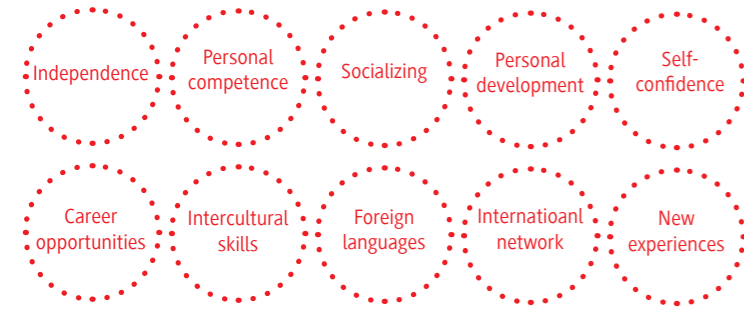 Independence
Personal
competence
Socializing
Personal
development
Self-
confidence
Career
opportunities
Intercultural
skills
Foreign
languages
Internatioanl
network
New
experiences